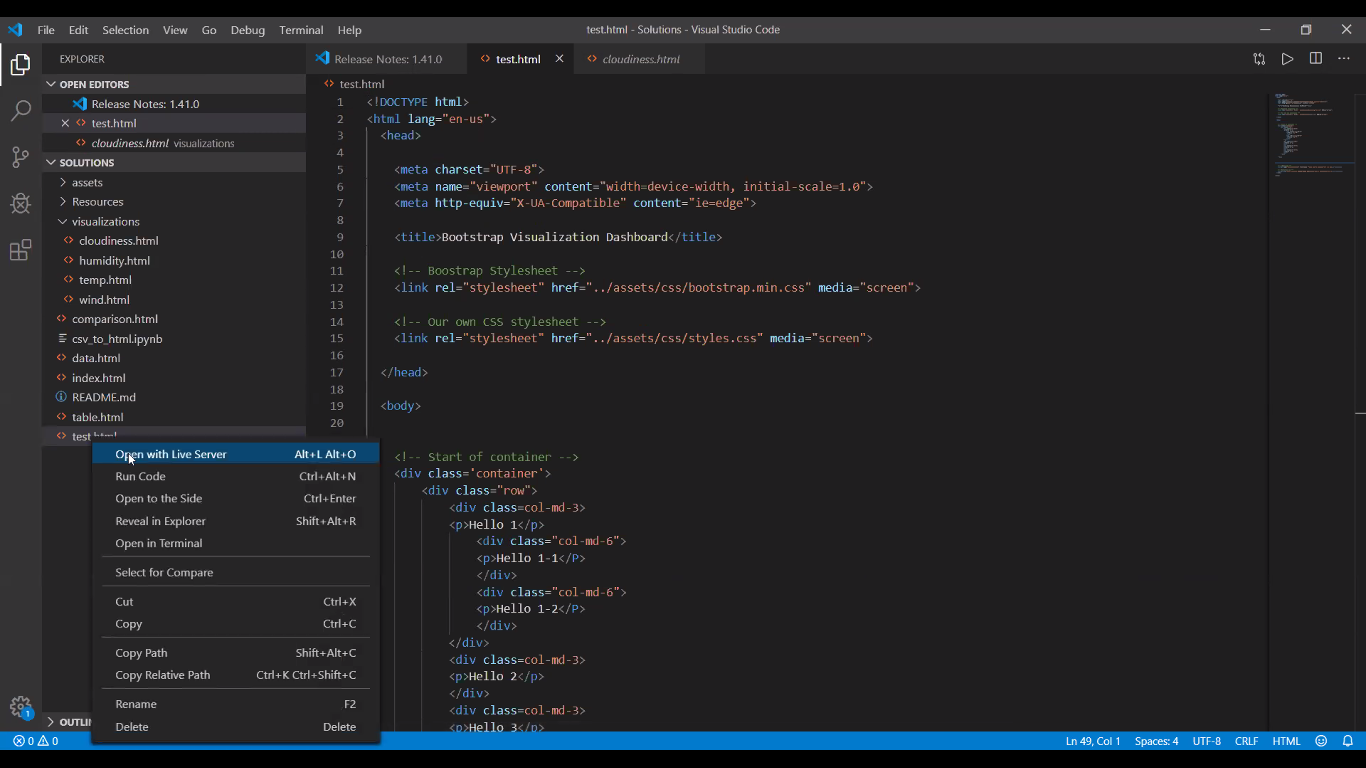 File Edit Selection View Go Debug Terminal Help
test.html - Solutions - Visual Studio Code
EXPLORER
Release Notes: 1.41.0
test.html
cloudiness.html
OPEN EDITORS
Release Notes: 1.41.0
test.html
cloudiness.html visualizations
SOLUTIONS
assets
Resources
visualizations
cloudiness.html
humidity.html
temp.html
wind.html
comparison.html
csv_to_html.ipynb
data.html
index.html
README.md
table.html
test.html
Open with Live Server Alt+L Alt+O
Run Code Ctrl+Alt+N
Open to the Side Ctrl+Enter
Reveal in Explorer Shift+Alt+R
Open in Terminal
Select for Compare
Cut Ctrl+X
Copy Ctrl+C
Copy Path Shift+Alt+C
Copy Relative Path Ctrl+K Ctrl+Shift+C
Rename F2
Delete Delete
test.html
1 <!DOCTYPE html>
2 <html lang="en-us">
3 <head>
4
5 <meta charset="UTF-8">
6 <meta name="viewport" content="width=device-width, initial-scale=1.0">
7 <meta http-equiv="X-UA-Compatible" content="ie=edge">
8
9 <title>Bootstrap Visualization Dashboard</title>
10
11 <!-- Boostrap Stylesheet -->
12 <link rel="stylesheet" href="../assets/css/bootstrap.min.css" media="screen">
13
14 <!-- Our own CSS stylesheet -->
15 <link rel="stylesheet" href="../assets/css/styles.css" media="screen">
16
17 </head>
18
19 <body>
20
<!-- Start of container -->
<div class='container'>
<div class="row">
<div class=col-md-3>
<p>Hello 1</p>
<div class="col-md-6">
<p>Hello 1-1</P>
</div>
<div class="col-md-6">
<p>Hello 1-2</P>
</div>
</div>
<div class=col-md-3>
<p>Hello 2</p>
</div>
<div class=col-md-3>
<p>Hello 3</p>
1
0 0
Ln 49, Col 1 Spaces: 4 UTF-8 CRLF HTML